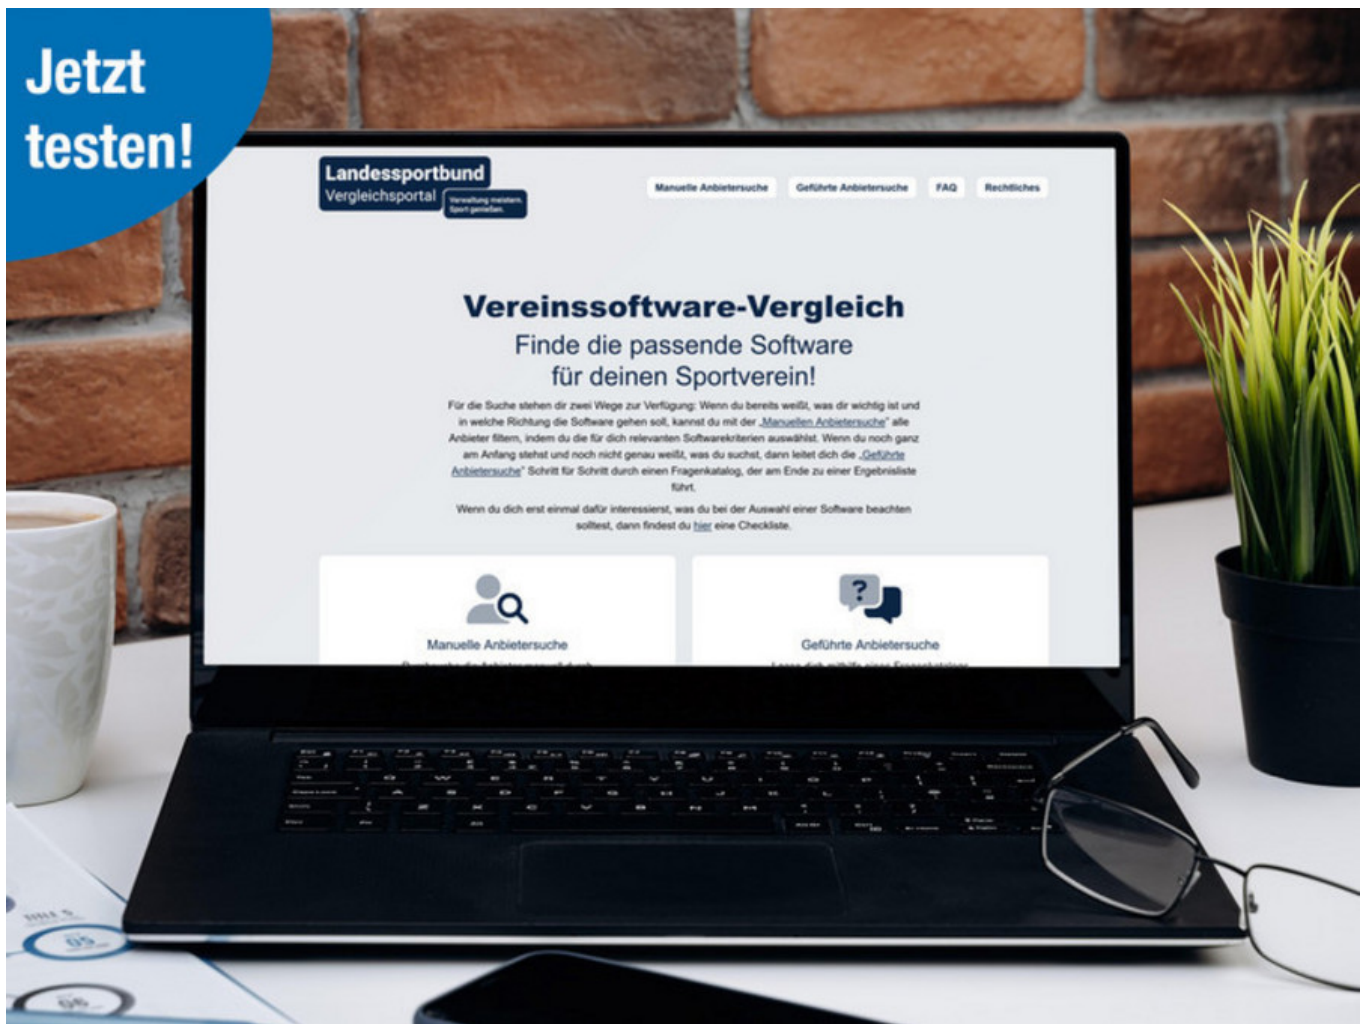 Jetzt
testen!
Landessportbund
Vergleichsportal
Verwaltung meistern.
Sport genießen.
Manuelle Anbietersuche
Geführte Anbietersuche
FAQ
Rechtliches
Vereinssoftware-Vergleich
Finde die passende Software
für deinen Sportverein!
Für die Suche stehen dir zwei Wege zur Verfügung: Wenn du bereits weißt, was dir wichtig ist und
in welche Richtung die Software gehen soll, kannst du mit der „Manuellen Anbietersuche" alle
Anbieter filtern, indem du die für dich relevanten Softwarekriterien auswählst. Wenn du noch ganz
am Anfang stehst und noch nicht genau weißt, was du suchst, dann leitet dich die „Geführte
Anbietersuche" Schritt für Schritt durch einen Fragenkatalog, der am Ende zu einer Ergebnisliste
führt.
Wenn du dich erst einmal dafür interessierst, was du bei der Auswahl einer Software beachten
solltest, dann findest du hier eine Checkliste.
?
Manuelle Anbietersuche
Geführte Anbietersuche
05
06